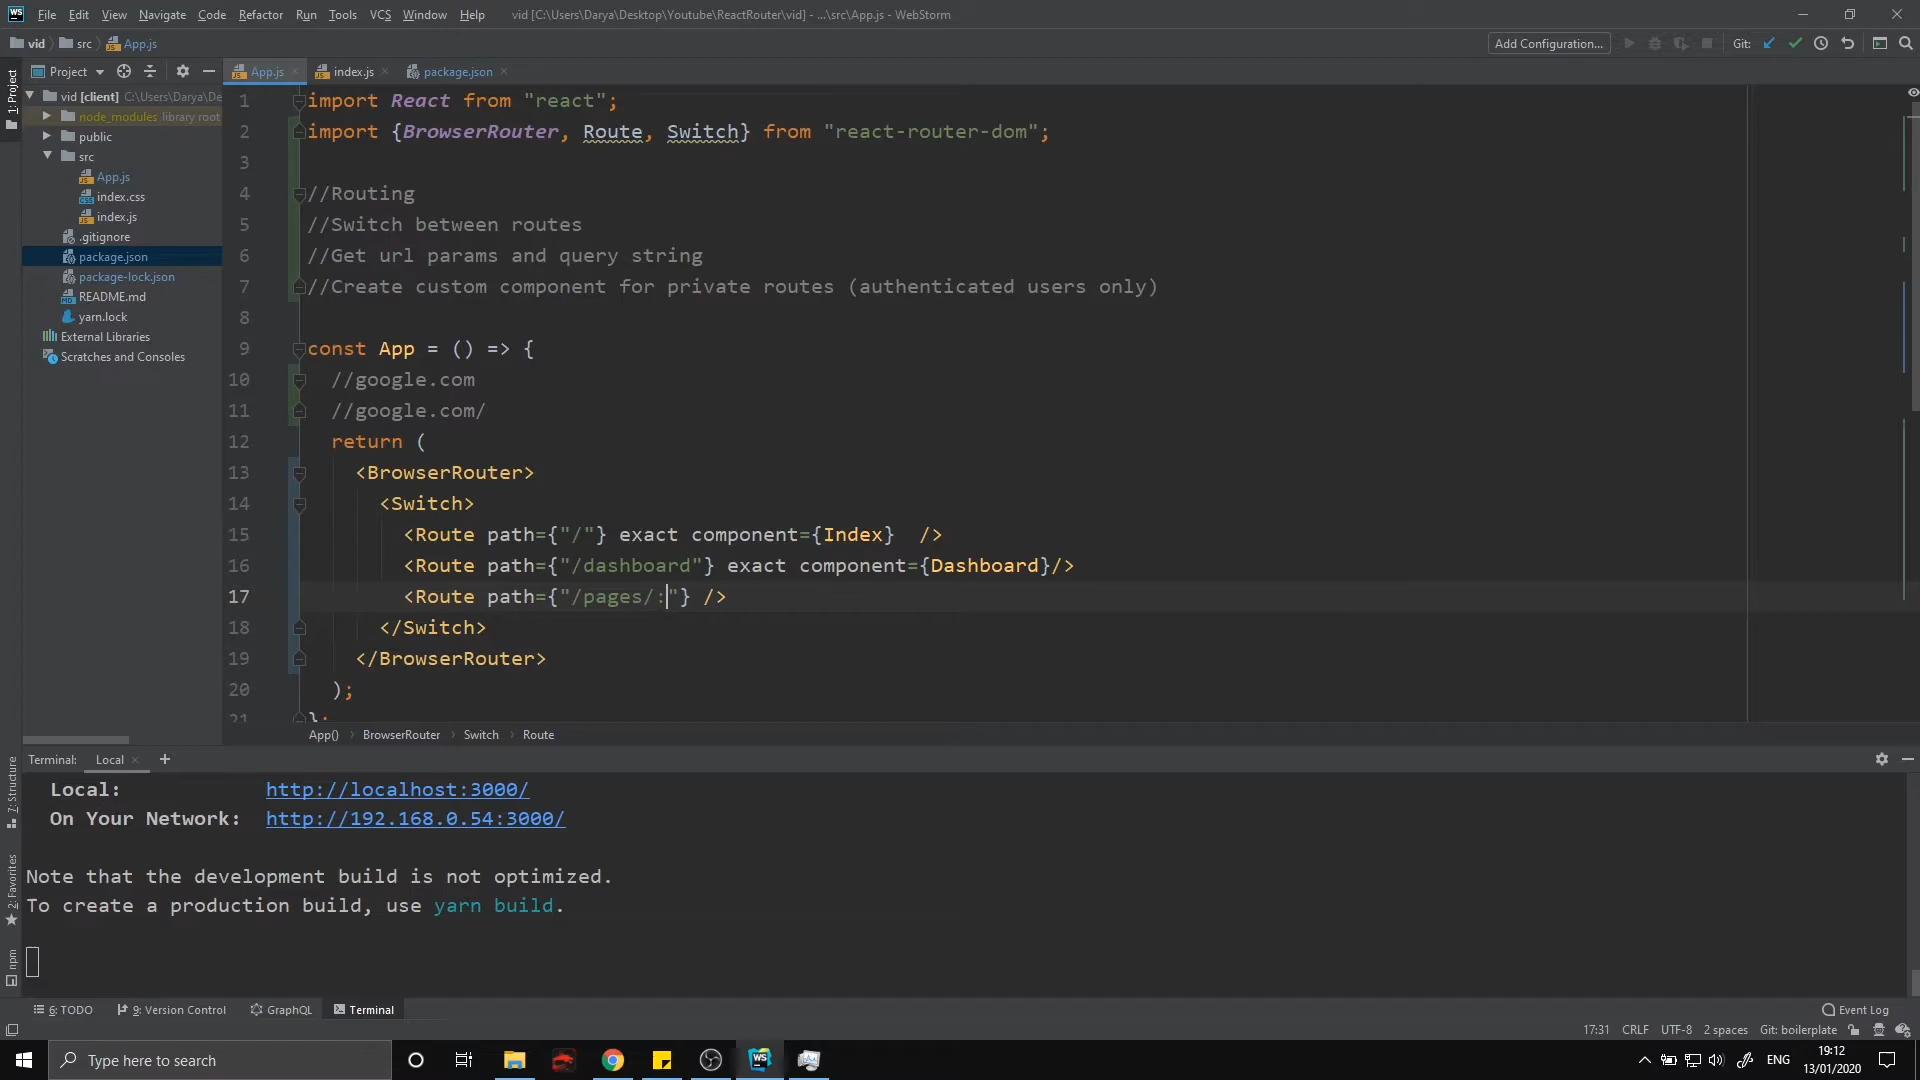 File Edit View Navigate Code Refactor Run Tools VCS Window Help vid [C:\Users\Darya\Desktop\Youtube\ReactRouter\vid] - ...\src\App.js - WebStorm
vid src App.js Add Configuration... Git:
Project App.js index.js package.json
1: Project
vid [client] C:\Users\Darya\De
node_modules library root
public
src
App.js
index.css
index.js
.gitignore
package.json
package-lock.json
README.md
yarn.lock
External Libraries
Scratches and Consoles
1 import React from "react";
2 import {BrowserRouter, Route, Switch} from "react-router-dom";
3
4 //Routing
5 //Switch between routes
6 //Get url params and query string
7 //Create custom component for private routes (authenticated users only)
8
9 const App = () => {
10 //google.com
11 //google.com/
12 return (
13 <BrowserRouter>
14 <Switch>
15 <Route path={"/"} exact component={Index}  />
16 <Route path={"/dashboard"} exact component={Dashboard}/>
17 <Route path={"/pages/:"} />
18 </Switch>
19 </BrowserRouter>
20 );
21 };
App() BrowserRouter Switch Route
Terminal: Local +
7: Structure
2: Favorites
npm
Local: http://localhost:3000/
On Your Network: http://192.168.0.54:3000/
Note that the development build is not optimized.
To create a production build, use yarn build.
6: TODO 9: Version Control GraphQL Terminal Event Log
17:31 CRLF UTF-8 2 spaces Git: boilerplate
Type here to search WS ENG 19:12
13/01/2020